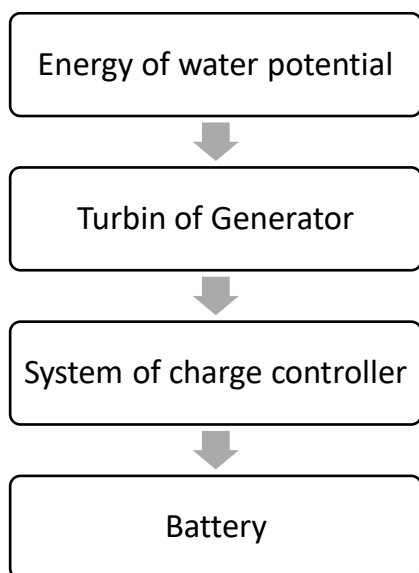 Energy of water potential
Turbin of Generator
System of charge controller
Battery